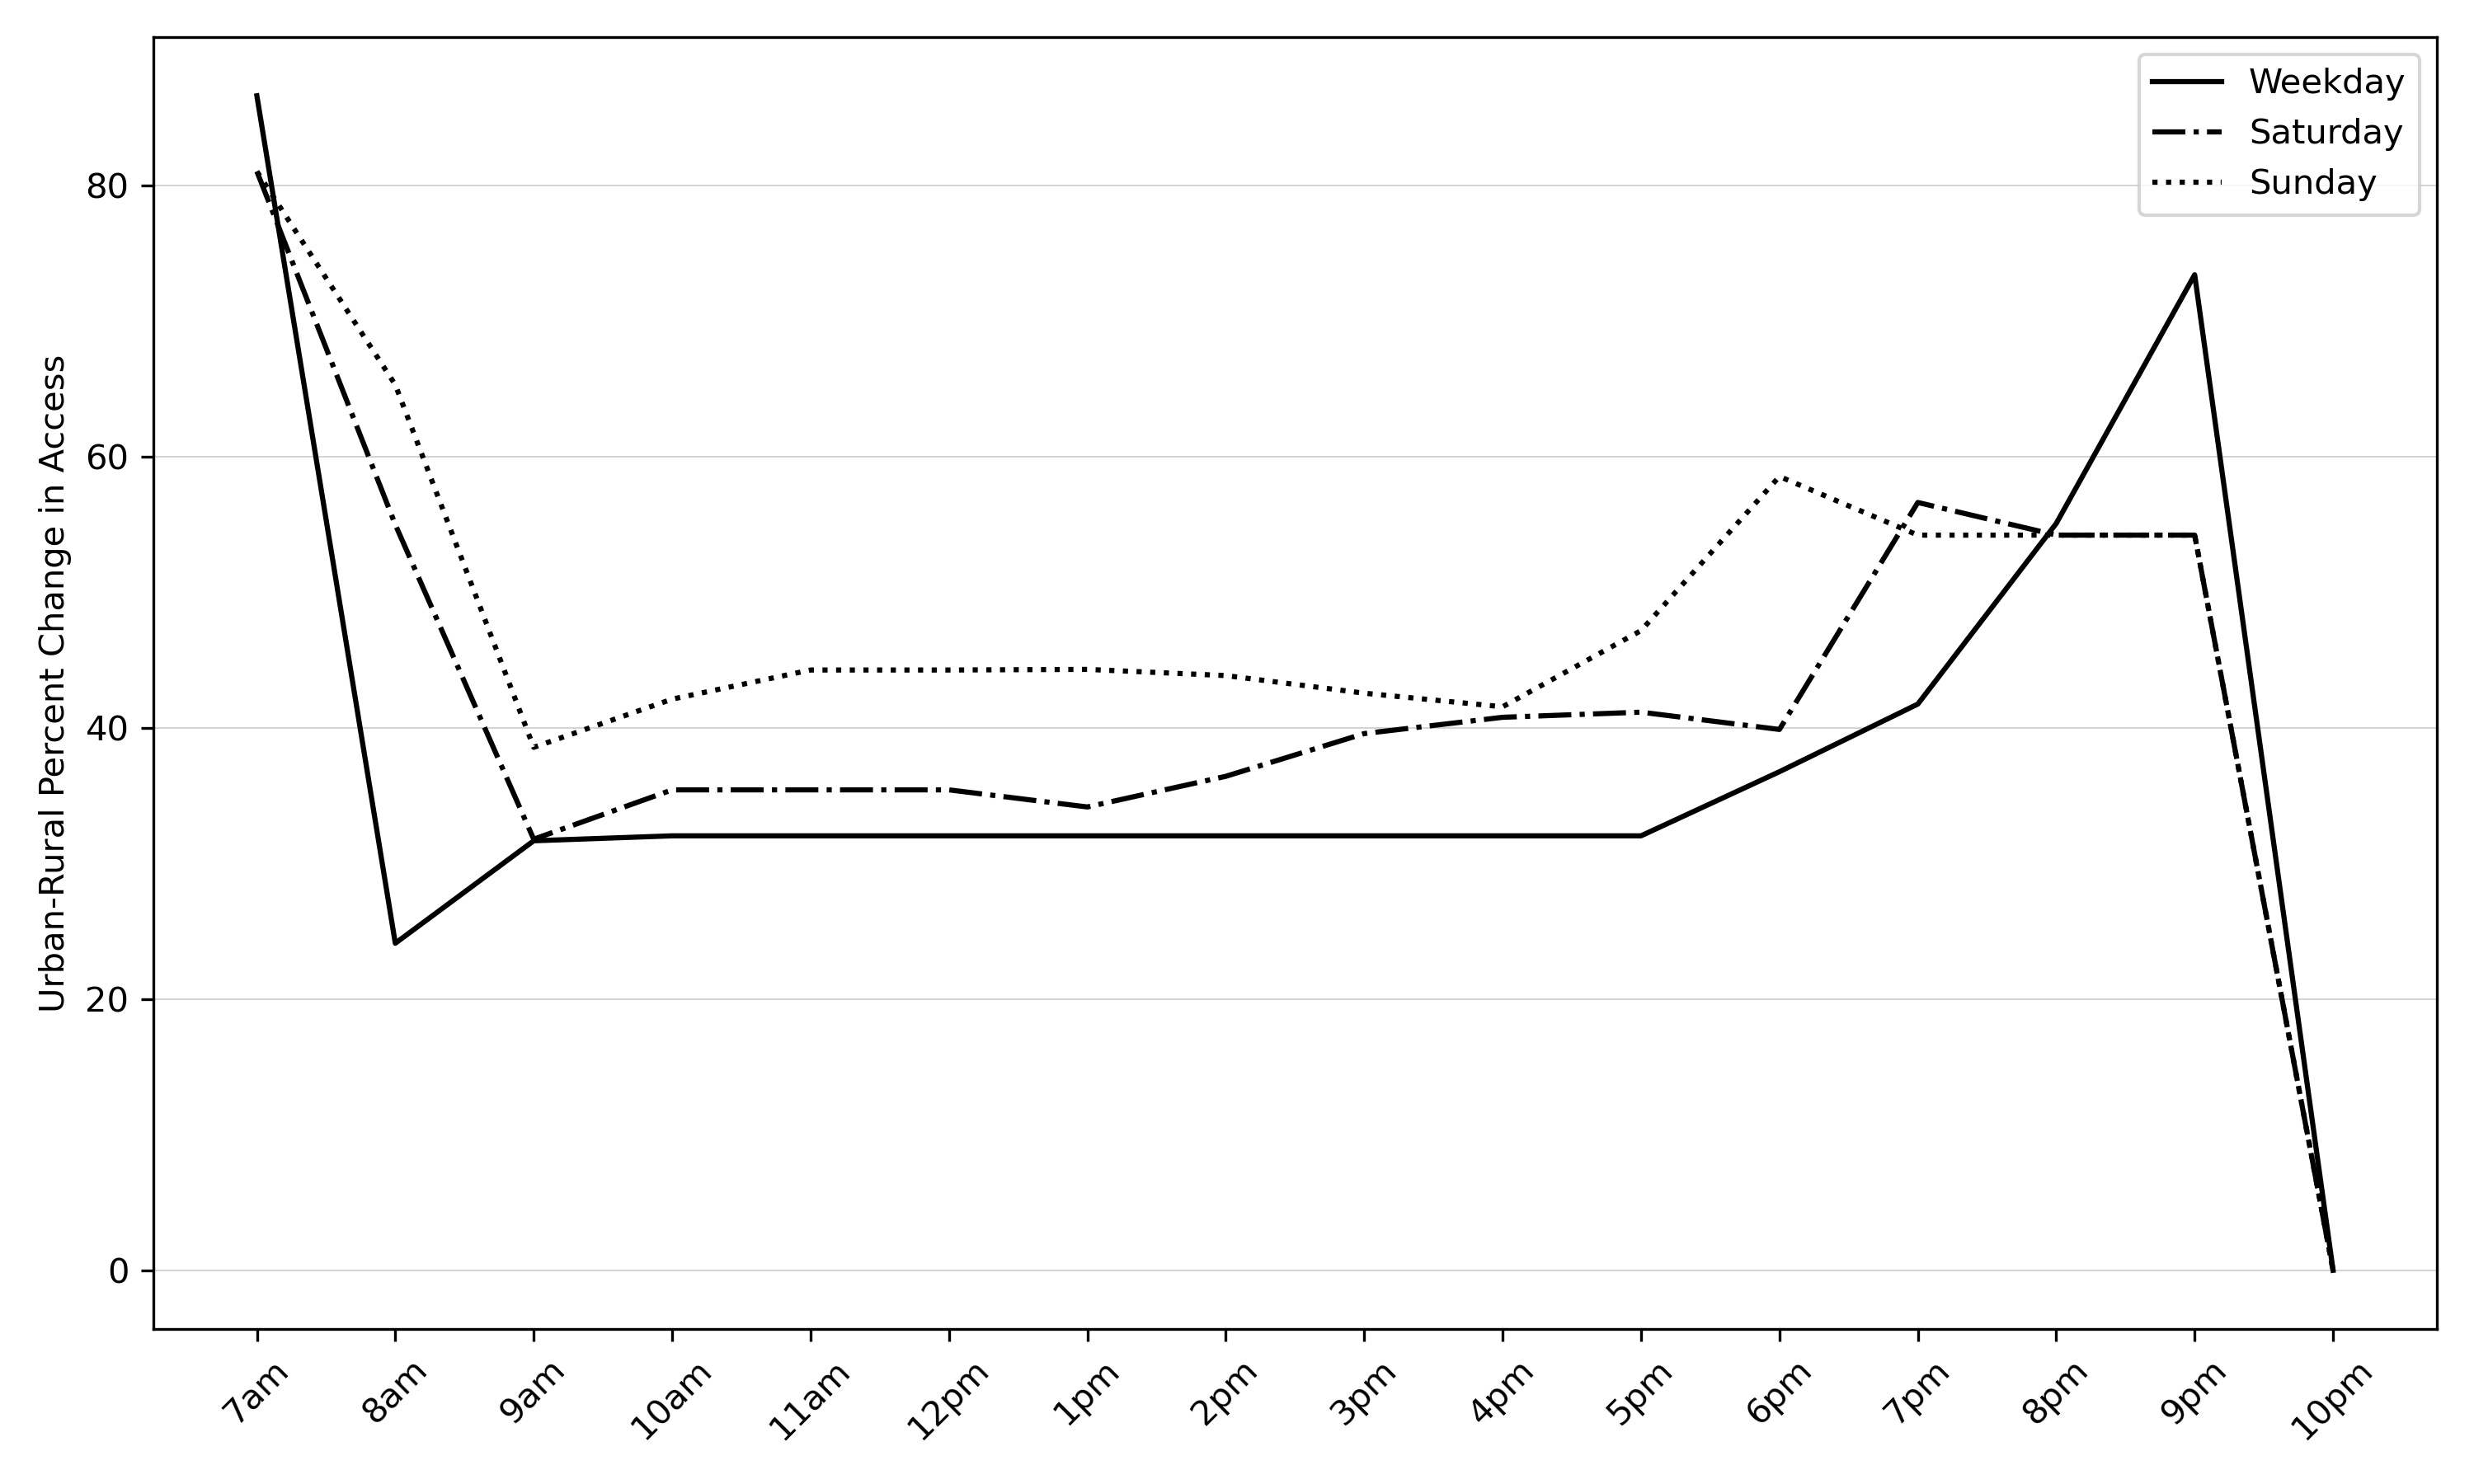 Weekday
Saturday
Sunday
Urban-Rural Percent Change in Access
80
60
40
20
0
7am
8am
9am
10am
11am
12pm
1pm
2pm
3pm
4pm
5pm
6pm
7pm
8pm
9pm
10pm